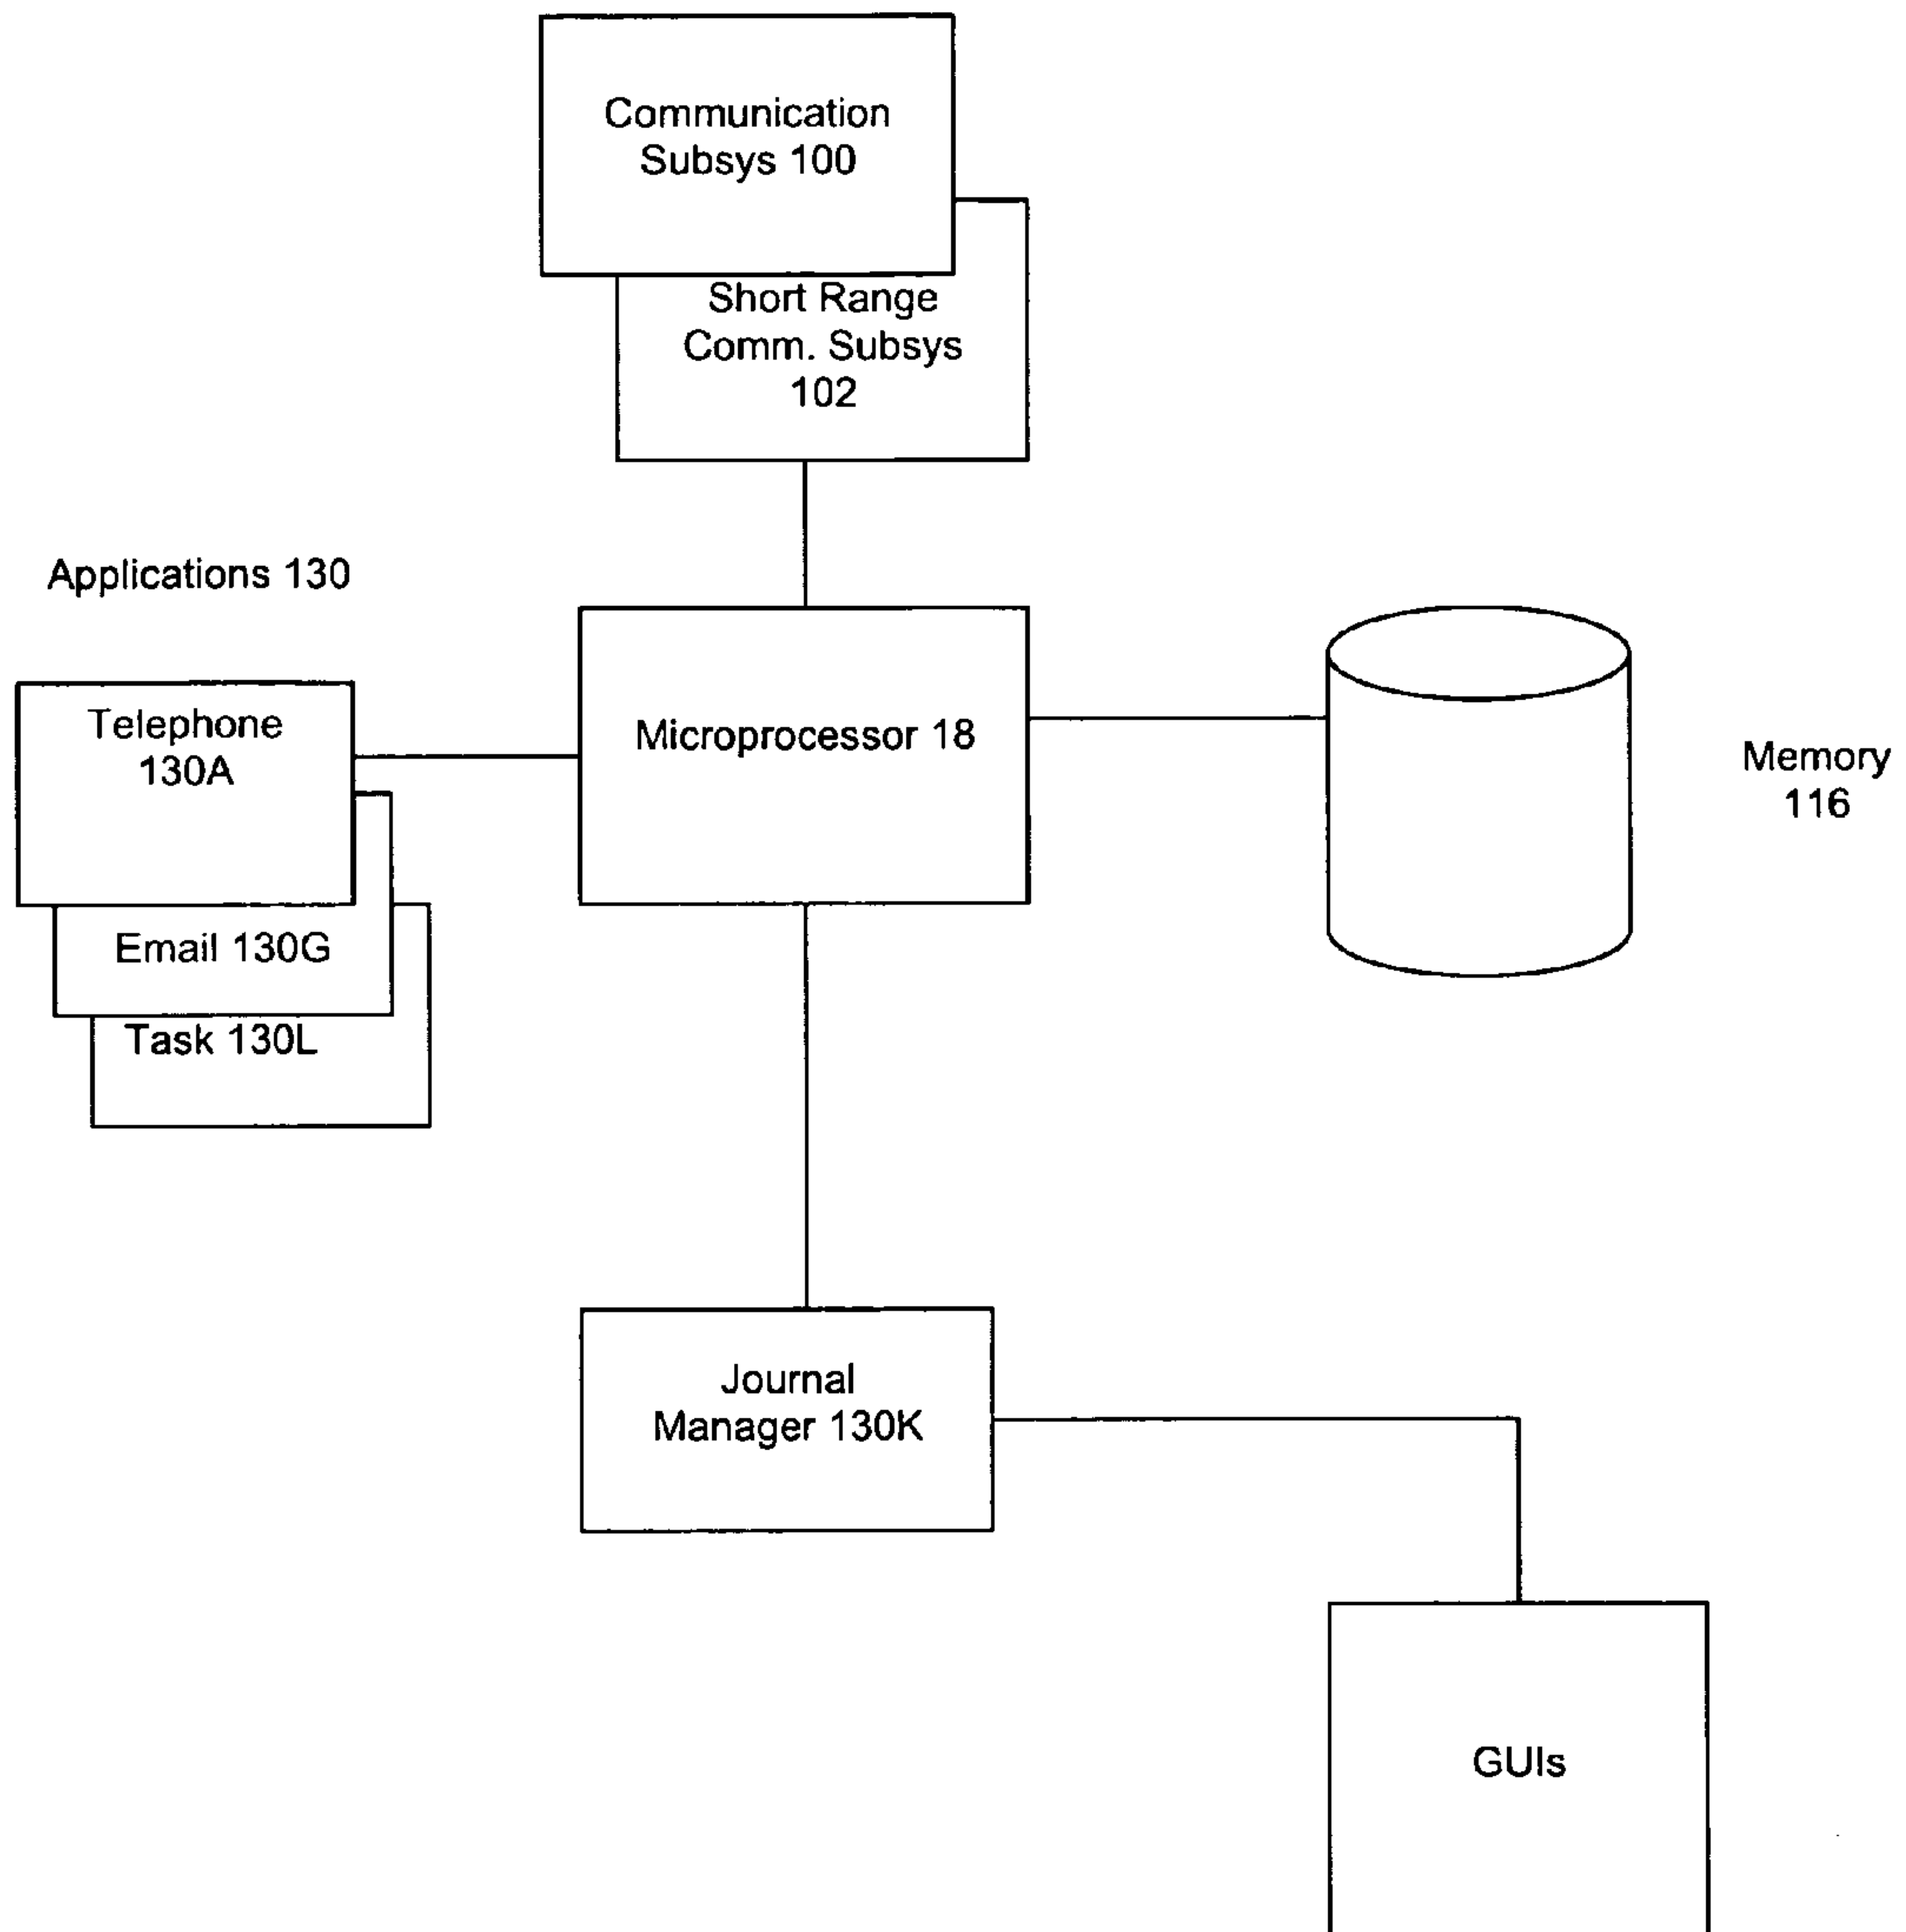 Communication
Subsys 100
Short Range
Comm. Subsys
102
Applications 130
Telephone
130A
Microprocessor 18
Memory
116
Email 130G
Task 130L
Journal
Manager 130K
GUIs